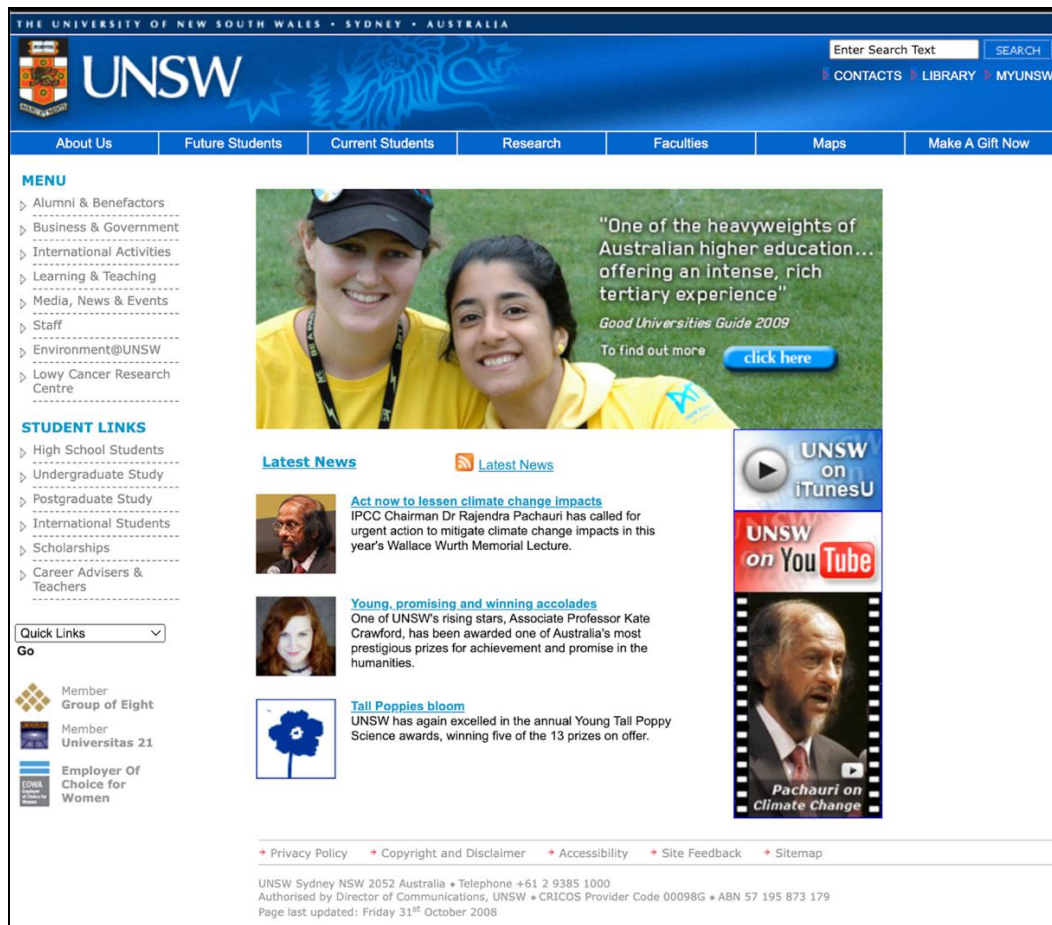 THE UNIVERSITY OF NEW SOUTH WALES • SYDNEY • AUSTRALIA
UNSW
Enter Search Text
SEARCH
CONTACTS
LIBRARY
MYUNSW
About Us
Future Students
Current Students
Research
Faculties
Maps
Make A Gift Now
MENU
Alumni & Benefactors
Business & Government
International Activities
Learning & Teaching
Media, News & Events
Staff
Environment@UNSW
Lowy Cancer Research
Centre
STUDENT LINKS
High School Students
Undergraduate Study
Postgraduate Study
International Students
Scholarships
Career Advisers &
Teachers
Quick Links
Go
Member
Group of Eight
Member
Universitas 21
EOWA
Employer Of
Choice for
Women
"One of the heavyweights of
Australian higher education...
offering an intense, rich
tertiary experience"
Good Universities Guide 2009
To find out more
click here
Latest News
Latest News
Act now to lessen climate change impacts
IPCC Chairman Dr Rajendra Pachauri has called for
urgent action to mitigate climate change impacts in this
year's Wallace Wurth Memorial Lecture.
Young, promising and winning accolades
One of UNSW's rising stars, Associate Professor Kate
Crawford, has been awarded one of Australia's most
prestigious prizes for achievement and promise in the
humanities.
Tall Poppies bloom
UNSW has again excelled in the annual Young Tall Poppy
Science awards, winning five of the 13 prizes on offer.
UNSW
on
iTunesU
UNSW
on YouTube
Pachauri on
Climate Change
Privacy Policy
Copyright and Disclaimer
Accessibility
Site Feedback
Sitemap
UNSW Sydney NSW 2052 Australia • Telephone +61 2 9385 1000
Authorised by Director of Communications, UNSW • CRICOS Provider Code 00098G • ABN 57 195 873 179
Page last updated: Friday 31st October 2008